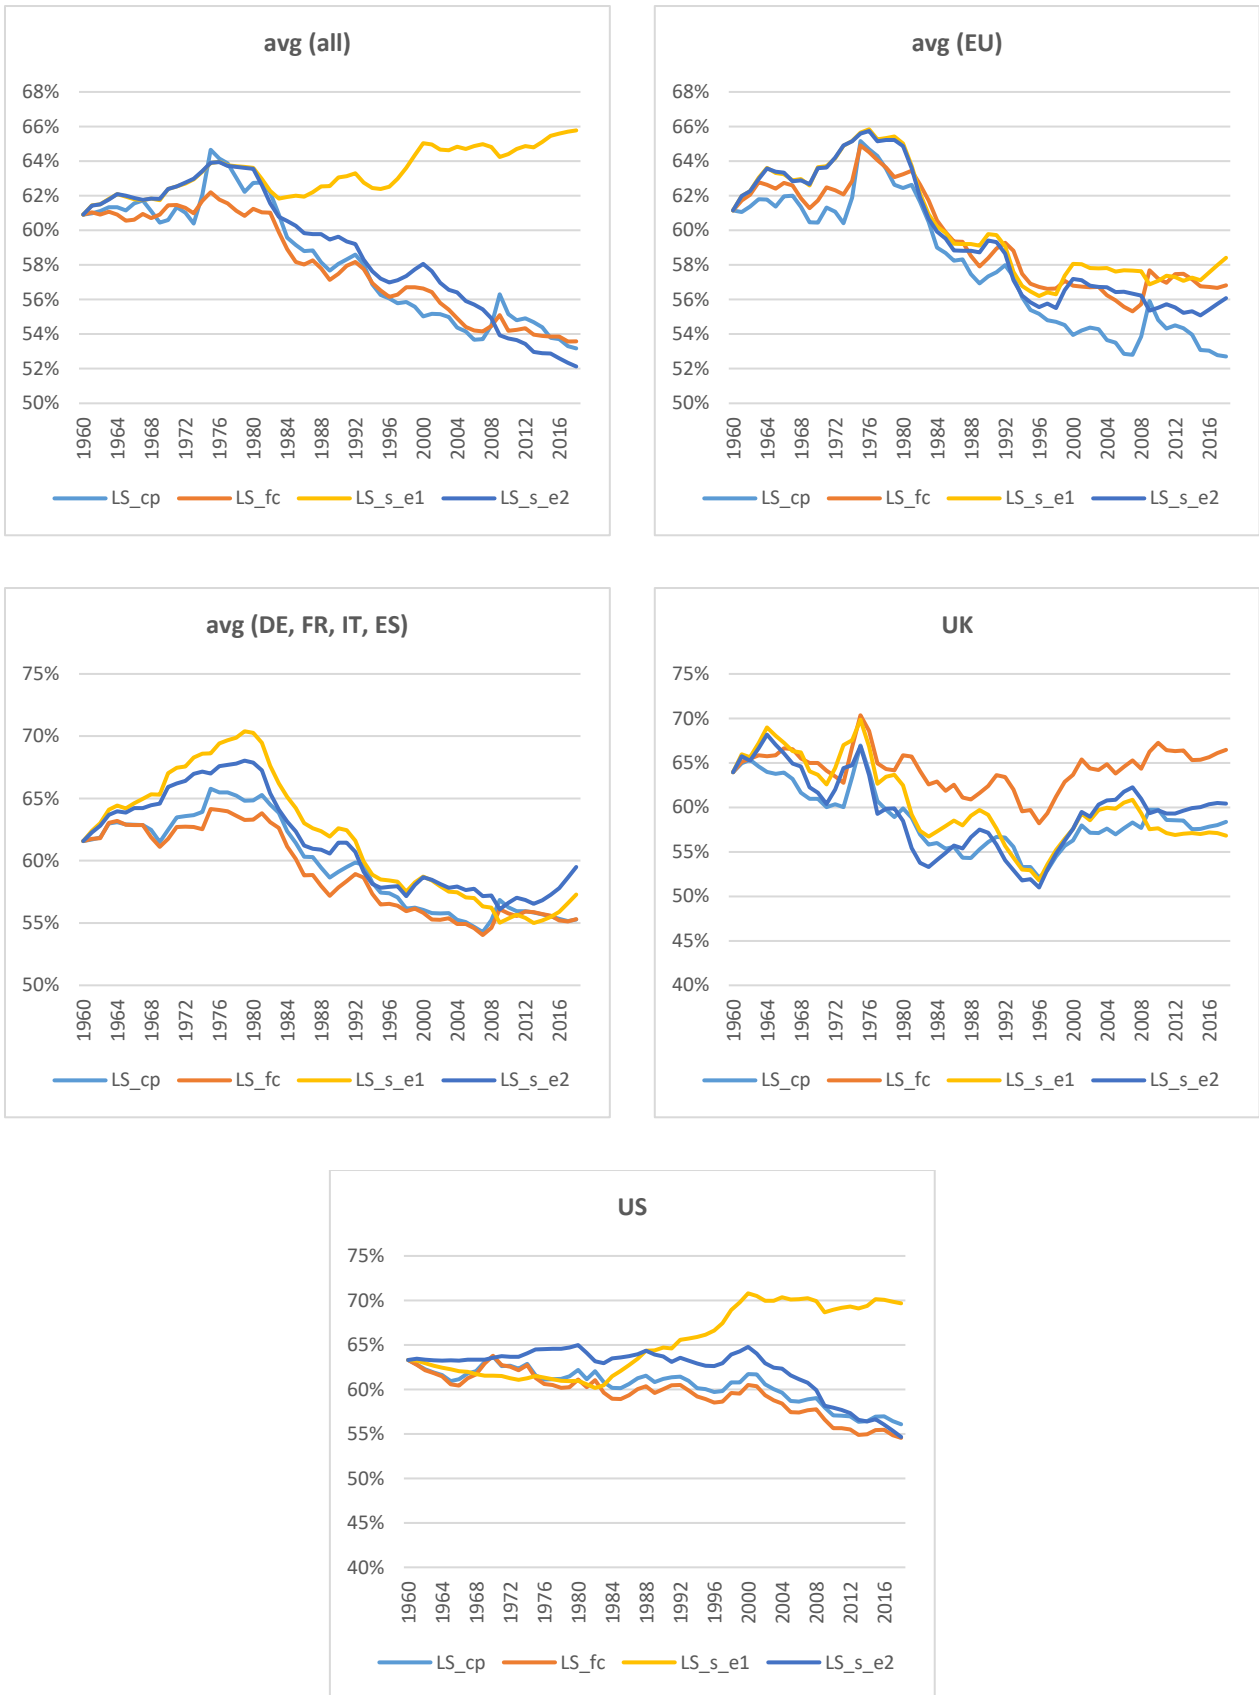 avg (all)
68%
66%
64%
62%
60%
58%
56%
54%
52%
50%
1960 1964 1968 1972 1976 1980 1984 1988 1992 1996 2000 2004 2008 2012 2016
LS_cp LS_fc LS_s_e1 LS_s_e2
avg (EU)
68%
66%
64%
62%
60%
58%
56%
54%
52%
50%
1960 1964 1968 1972 1976 1980 1984 1988 1992 1996 2000 2004 2008 2012 2016
LS_cp LS_fc LS_s_e1 LS_s_e2
avg (DE, FR, IT, ES)
75%
70%
65%
60%
55%
50%
1960 1964 1968 1972 1976 1980 1984 1988 1992 1996 2000 2004 2008 2012 2016
LS_cp LS_fc LS_s_e1 LS_s_e2
UK
75%
70%
65%
60%
55%
50%
45%
40%
1960 1964 1968 1972 1976 1980 1984 1988 1992 1996 2000 2004 2008 2012 2016
LS_cp LS_fc LS_s_e1 LS_s_e2
US
75%
70%
65%
60%
55%
50%
45%
40%
1960 1964 1968 1972 1976 1980 1984 1988 1992 1996 2000 2004 2008 2012 2016
LS_cp LS_fc LS_s_e1 LS_s_e2